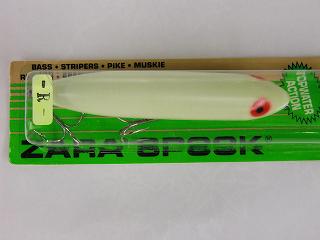 BASS • STRIPERS • PIKE • MUSKIE
TOPWATER
ACTION
-K-
ZARA SPOOK®